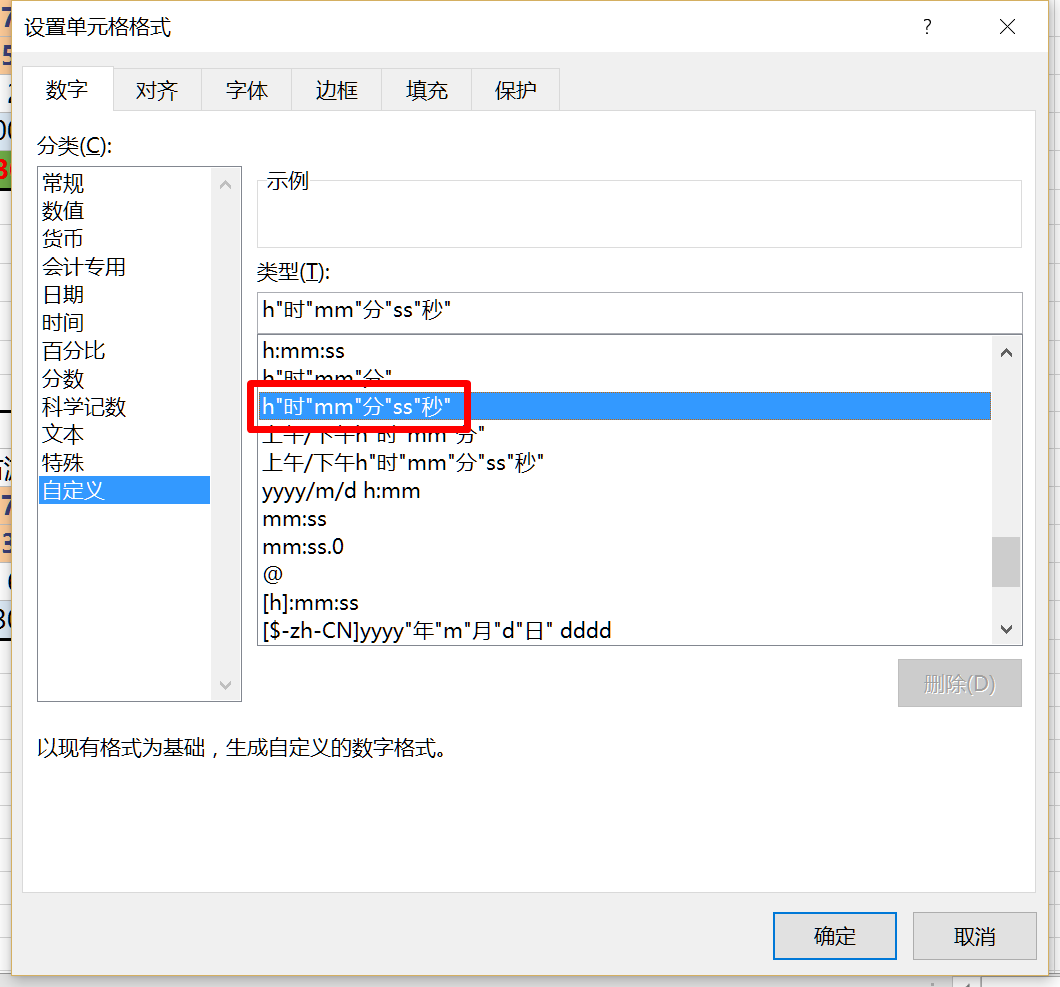 设置单元格格式
数字 对齐 字体 边框 填充 保护
分类(C):
常规
数值
货币
会计专用
日期
时间
百分比
分数
科学记数
文本
特殊
自定义
示例
类型(T):
h"时"mm"分"ss"秒"
h:mm:ss
h"时"mm"分"
h"时"mm"分"ss"秒"
上午/下午h"时"mm"分"
上午/下午h"时"mm"分"ss"秒"
yyyy/m/d h:mm
mm:ss
mm:ss.0
@
[h]:mm:ss
[$-zh-CN]yyyy"年"m"月"d"日" dddd
删除(D)
以现有格式为基础，生成自定义的数字格式。
确定 取消